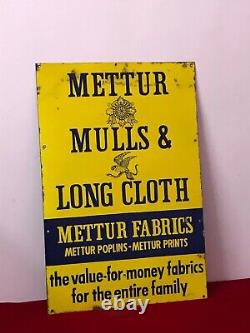 METTUR
MULLS &
LONG CLOTH
METTUR FABRICS
METTUR POPLINS-METTUR PRINTS
the value-for-money fabrics
for the entire family